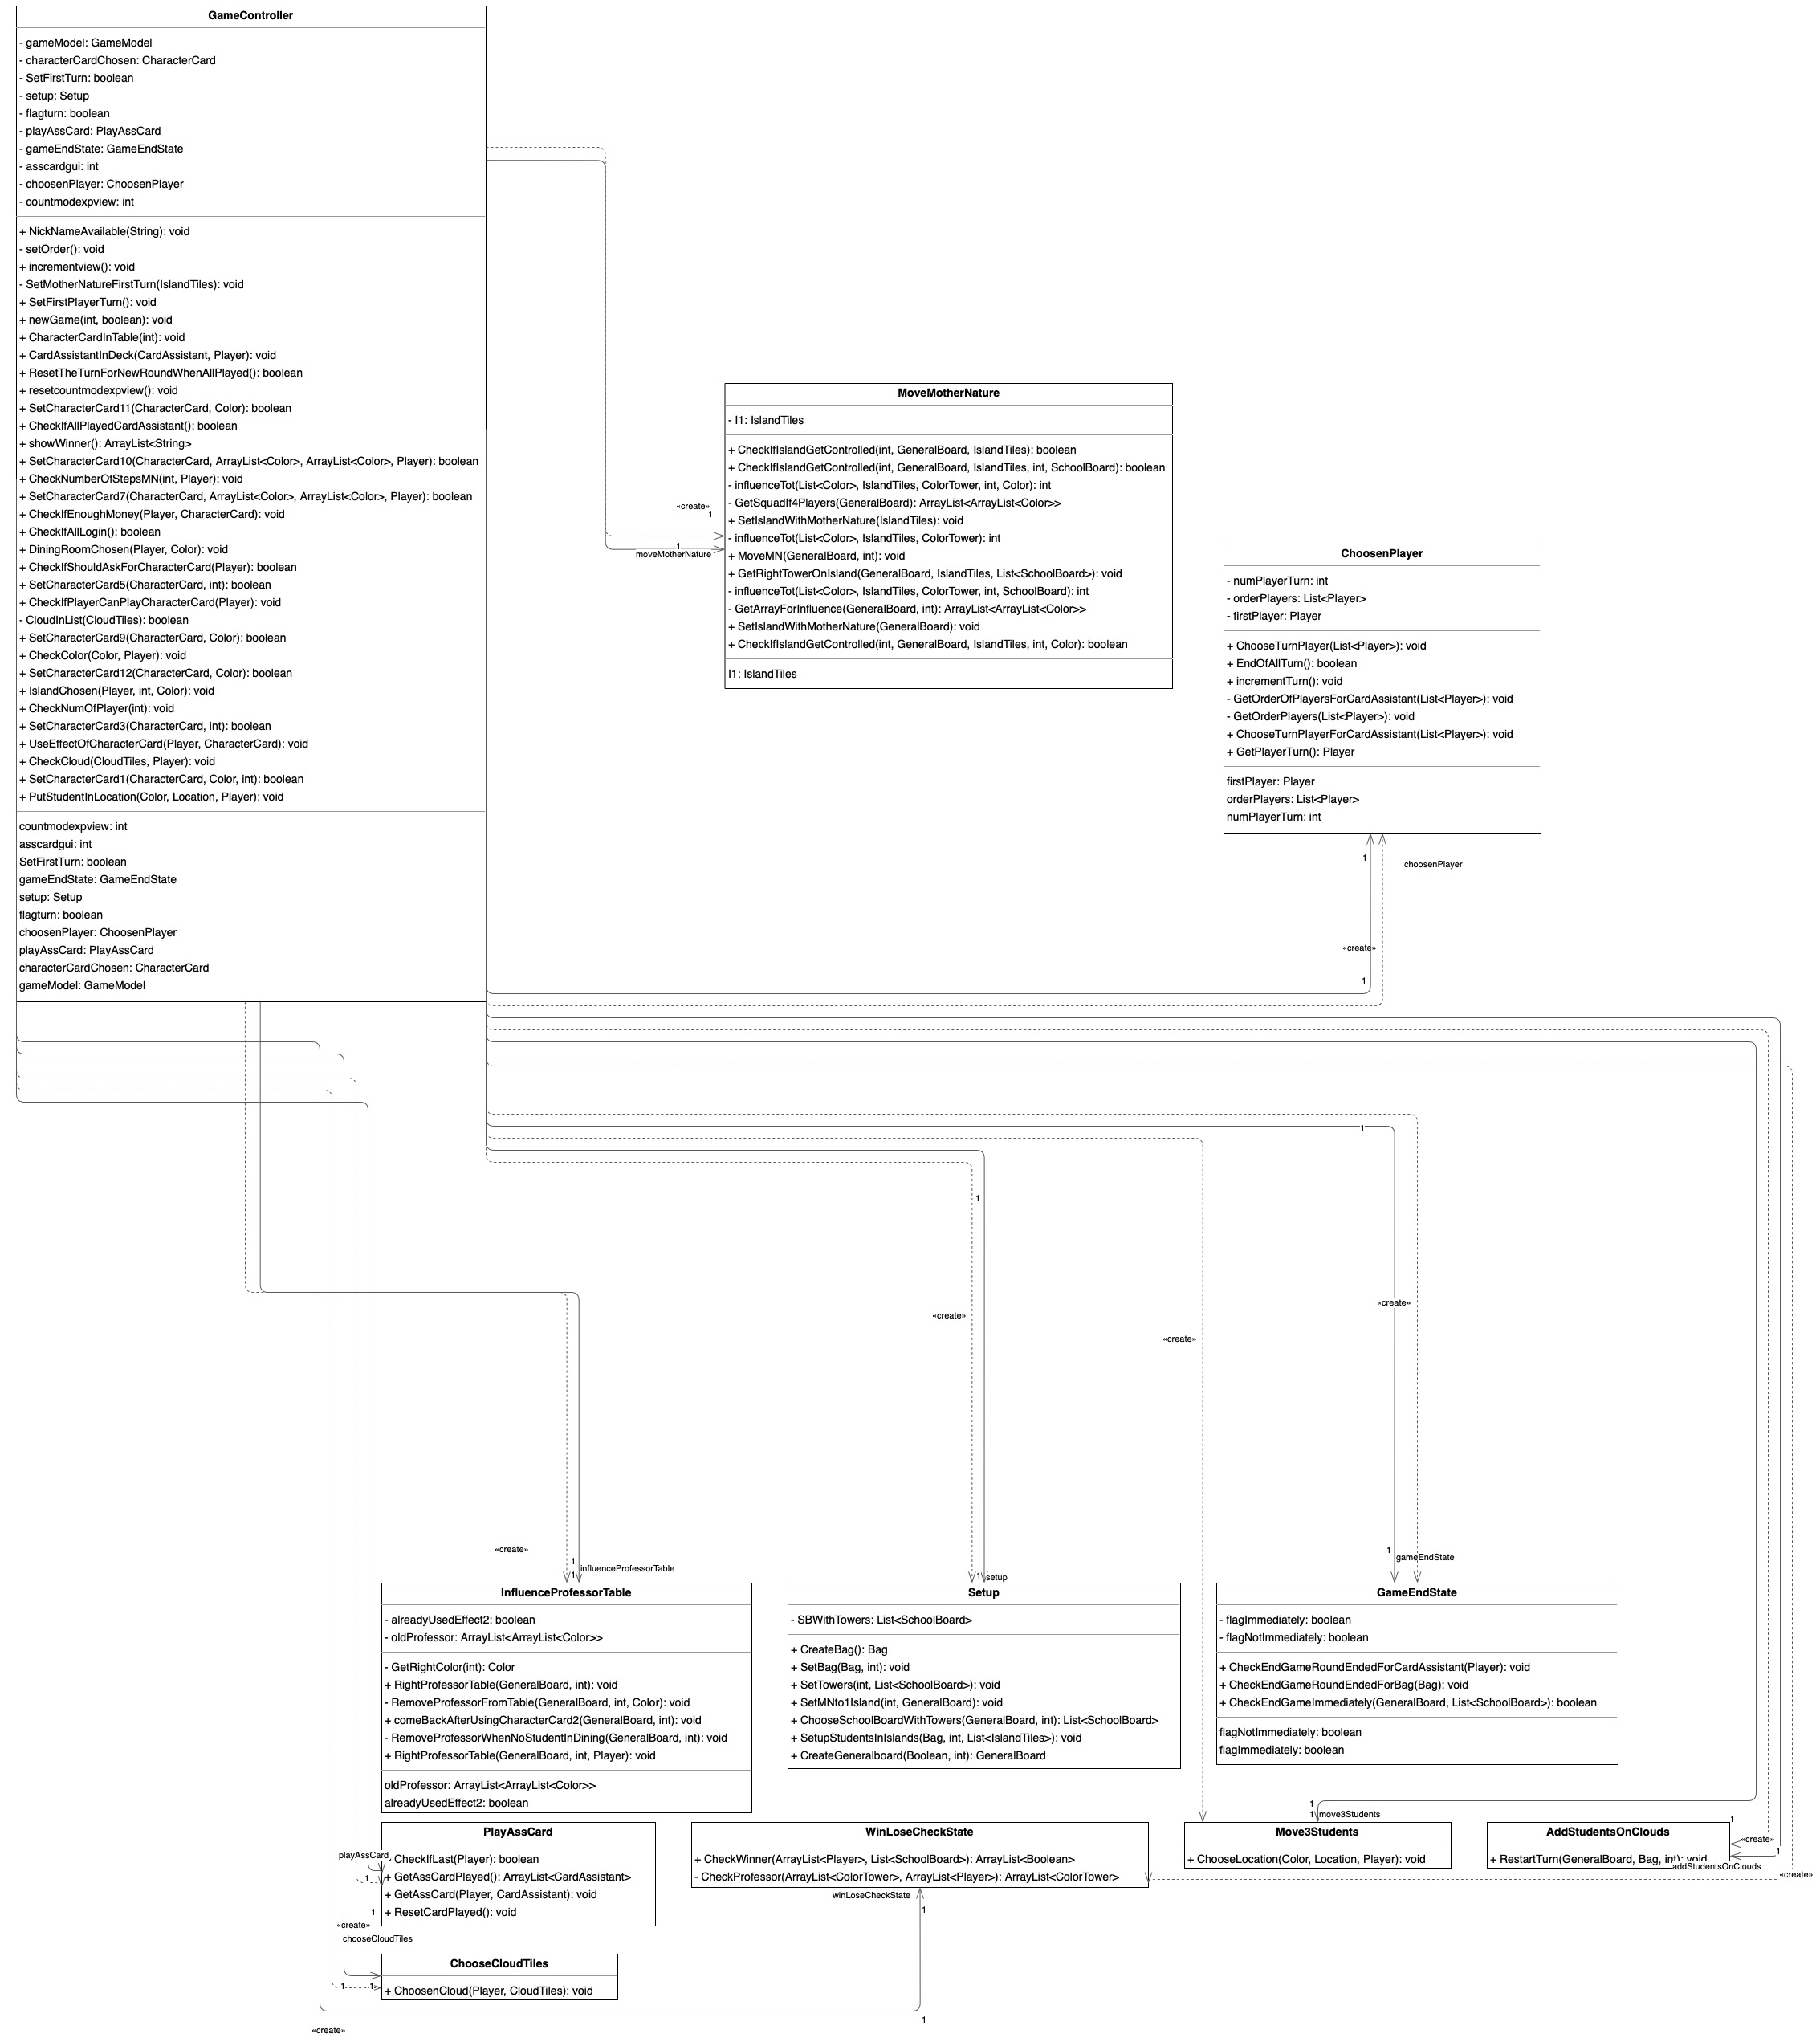 GameController
- gameModel: GameModel
- characterCardChosen: CharacterCard
- SetFirstTurn: boolean
- setup: Setup
- flagturn: boolean
- playAssCard: PlayAssCard
- gameEndState: GameEndState
- asscardgui: int
- choosenPlayer: ChoosenPlayer
- countmodexpview: int
+ NickNameAvailable(String): void
- setOrder(): void
+ incrementview(): void
- SetMotherNatureFirstTurn(IslandTiles): void
+ SetFirstPlayerTurn(): void
+ newGame(int, boolean): void
+ CharacterCardInTable(int): void
+ CardAssistantInDeck(CardAssistant, Player): void
+ ResetTheTurnForNewRoundWhenAllPlayed(): boolean
+ resetcountmodexpview(): void
+ SetCharacterCard11(CharacterCard, Color): boolean
+ CheckIfAllPlayedCardAssistant(): boolean
+ showWinner(): ArrayList<String>
+ SetCharacterCard10(CharacterCard, ArrayList<Color>, ArrayList<Color>, Player): boolean
+ CheckNumberOfStepsMN(int, Player): void
+ SetCharacterCard7(CharacterCard, ArrayList<Color>, ArrayList<Color>, Player): boolean
+ CheckIfEnoughMoney(Player, CharacterCard): void
+ CheckIfAllLogin(): boolean
+ DiningRoomChosen(Player, Color): void
+ CheckIfShouldAskForCharacterCard(Player): boolean
+ SetCharacterCard5(CharacterCard, int): boolean
+ CheckIfPlayerCanPlayCharacterCard(Player): void
- CloudInList(CloudTiles): boolean
+ SetCharacterCard9(CharacterCard, Color): boolean
+ CheckColor(Color, Player): void
+ SetCharacterCard12(CharacterCard, Color): boolean
+ IslandChosen(Player, int, Color): void
+ CheckNumOfPlayer(int): void
+ SetCharacterCard3(CharacterCard, int): boolean
+ UseEffectOfCharacterCard(Player, CharacterCard): void
+ CheckCloud(CloudTiles, Player): void
+ SetCharacterCard1(CharacterCard, Color, int): boolean
+ PutStudentInLocation(Color, Location, Player): void
countmodexpview: int
asscardgui: int
SetFirstTurn: boolean
gameEndState: GameEndState
setup: Setup
flagturn: boolean
choosenPlayer: ChoosenPlayer
playAssCard: PlayAssCard
characterCardChosen: CharacterCard
gameModel: GameModel
«create»
1
1
moveMotherNature
MoveMotherNature
- I1: IslandTiles
+ CheckIfIslandGetControlled(int, GeneralBoard, IslandTiles): boolean
+ CheckIfIslandGetControlled(int, GeneralBoard, IslandTiles, int, SchoolBoard): boolean
- influenceTot(List<Color>, IslandTiles, ColorTower, int, Color): int
- GetSquadIf4Players(GeneralBoard): ArrayList<ArrayList<Color>>
+ SetIslandWithMotherNature(IslandTiles): void
- influenceTot(List<Color>, IslandTiles, ColorTower): int
+ MoveMN(GeneralBoard, int): void
+ GetRightTowerOnIsland(GeneralBoard, IslandTiles, List<SchoolBoard>): void
- influenceTot(List<Color>, IslandTiles, ColorTower, int, SchoolBoard): int
- GetArrayForInfluence(GeneralBoard, int): ArrayList<ArrayList<Color>>
+ SetIslandWithMotherNature(GeneralBoard): void
+ CheckIfIslandGetControlled(int, GeneralBoard, IslandTiles, int, Color): boolean
I1: IslandTiles
ChoosenPlayer
- numPlayerTurn: int
- orderPlayers: List<Player>
- firstPlayer: Player
+ ChooseTurnPlayer(List<Player>): void
+ EndOfAllTurn(): boolean
+ incrementTurn(): void
- GetOrderOfPlayersForCardAssistant(List<Player>): void
- GetOrderPlayers(List<Player>): void
+ ChooseTurnPlayerForCardAssistant(List<Player>): void
+ GetPlayerTurn(): Player
firstPlayer: Player
orderPlayers: List<Player>
numPlayerTurn: int
1
choosenPlayer
«create»
1
1
1
«create»
«create»
«create»
«create»
1
1
influenceProfessorTable
1
setup
1
gameEndState
InfluenceProfessorTable
- alreadyUsedEffect2: boolean
- oldProfessor: ArrayList<ArrayList<Color>>
- GetRightColor(int): Color
+ RightProfessorTable(GeneralBoard, int): void
- RemoveProfessorFromTable(GeneralBoard, int, Color): void
+ comeBackAfterUsingCharacterCard2(GeneralBoard, int): void
- RemoveProfessorWhenNoStudentInDining(GeneralBoard, int): void
+ RightProfessorTable(GeneralBoard, int, Player): void
oldProfessor: ArrayList<ArrayList<Color>>
alreadyUsedEffect2: boolean
Setup
- SBWithTowers: List<SchoolBoard>
+ CreateBag(): Bag
+ SetBag(Bag, int): void
+ SetTowers(int, List<SchoolBoard>): void
+ SetMNto1Island(int, GeneralBoard): void
+ ChooseSchoolBoardWithTowers(GeneralBoard, int): List<SchoolBoard>
+ SetupStudentsInIslands(Bag, int, List<IslandTiles>): void
+ CreateGeneralboard(Boolean, int): GeneralBoard
GameEndState
- flagImmediately: boolean
- flagNotImmediately: boolean
+ CheckEndGameRoundEndedForCardAssistant(Player): void
+ CheckEndGameRoundEndedForBag(Bag): void
+ CheckEndGameImmediately(GeneralBoard, List<SchoolBoard>): boolean
flagNotImmediately: boolean
flagImmediately: boolean
1
1
move3Students
1
PlayAssCard
playAssCard
CheckIfLast(Player): boolean
+ GetAssCardPlayed(): ArrayList<CardAssistant>
+ GetAssCard(Player, CardAssistant): void
+ ResetCardPlayed(): void
1
1
«create»
chooseCloudTiles
WinLoseCheckState
+ CheckWinner(ArrayList<Player>, List<SchoolBoard>): ArrayList<Boolean>
- CheckProfessor(ArrayList<ColorTower>, ArrayList<Player>): ArrayList<ColorTower>
winLoseCheckState
1
Move3Students
+ ChooseLocation(Color, Location, Player): void
AddStudentsOnClouds
+ RestartTurn(GeneralBoard, Bag, int): void
«create»
1
addStudentsOnClouds
«create»
ChooseCloudTiles
+ ChoosenCloud(Player, CloudTiles): void
1
1
1
«create»